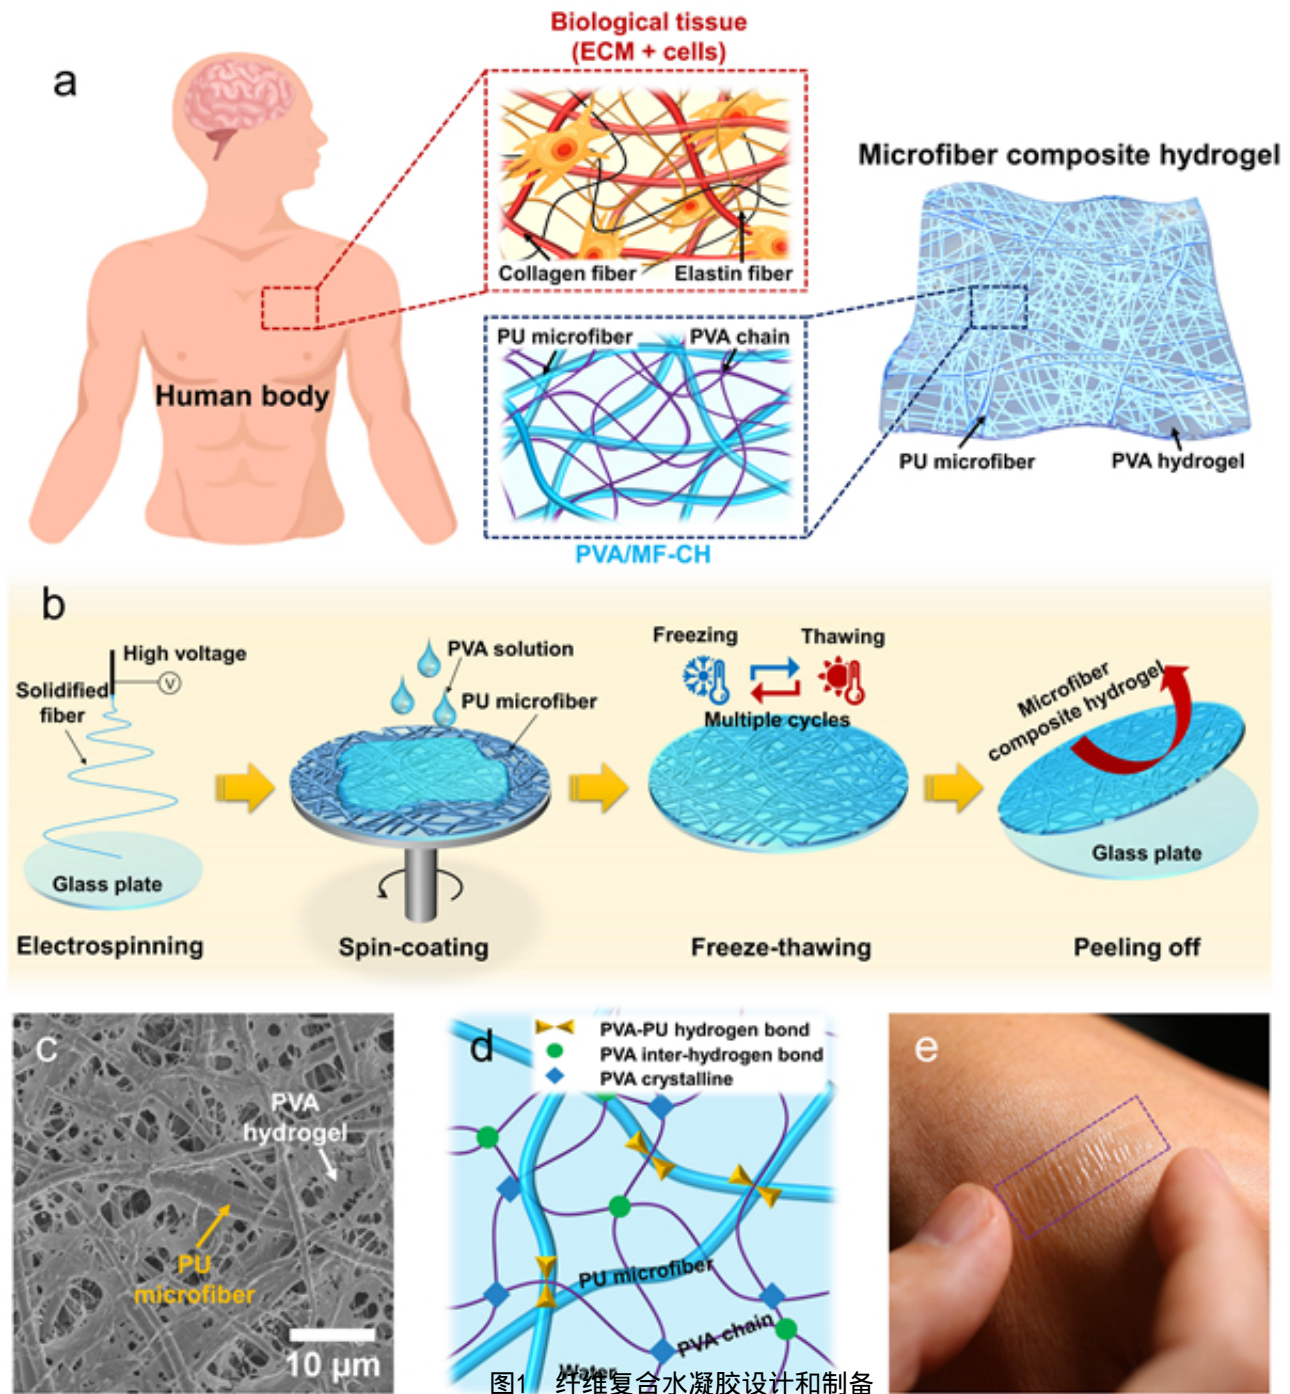 a
Biological tissue
(ECM + cells)
Collagen fiber
Elastin fiber
Human body
PU microfiber
PVA chain
PVA/MF-CH
Microfiber composite hydrogel
PU microfiber
PVA hydrogel
b
High voltage
V
Solidified
fiber
Glass plate
Electrospinning
PVA solution
PU microfiber
Spin-coating
Freezing
Thawing
Multiple cycles
Freeze-thawing
Microfiber
composite hydrogel
Glass plate
Peeling off
c
PVA
hydrogel
PU
microfiber
10 μm
d
PVA-PU hydrogen bond
PVA inter-hydrogen bond
PVA crystalline
PU microfiber
PVA chain
Water
e
图1 纤维复合水凝胶设计和制备